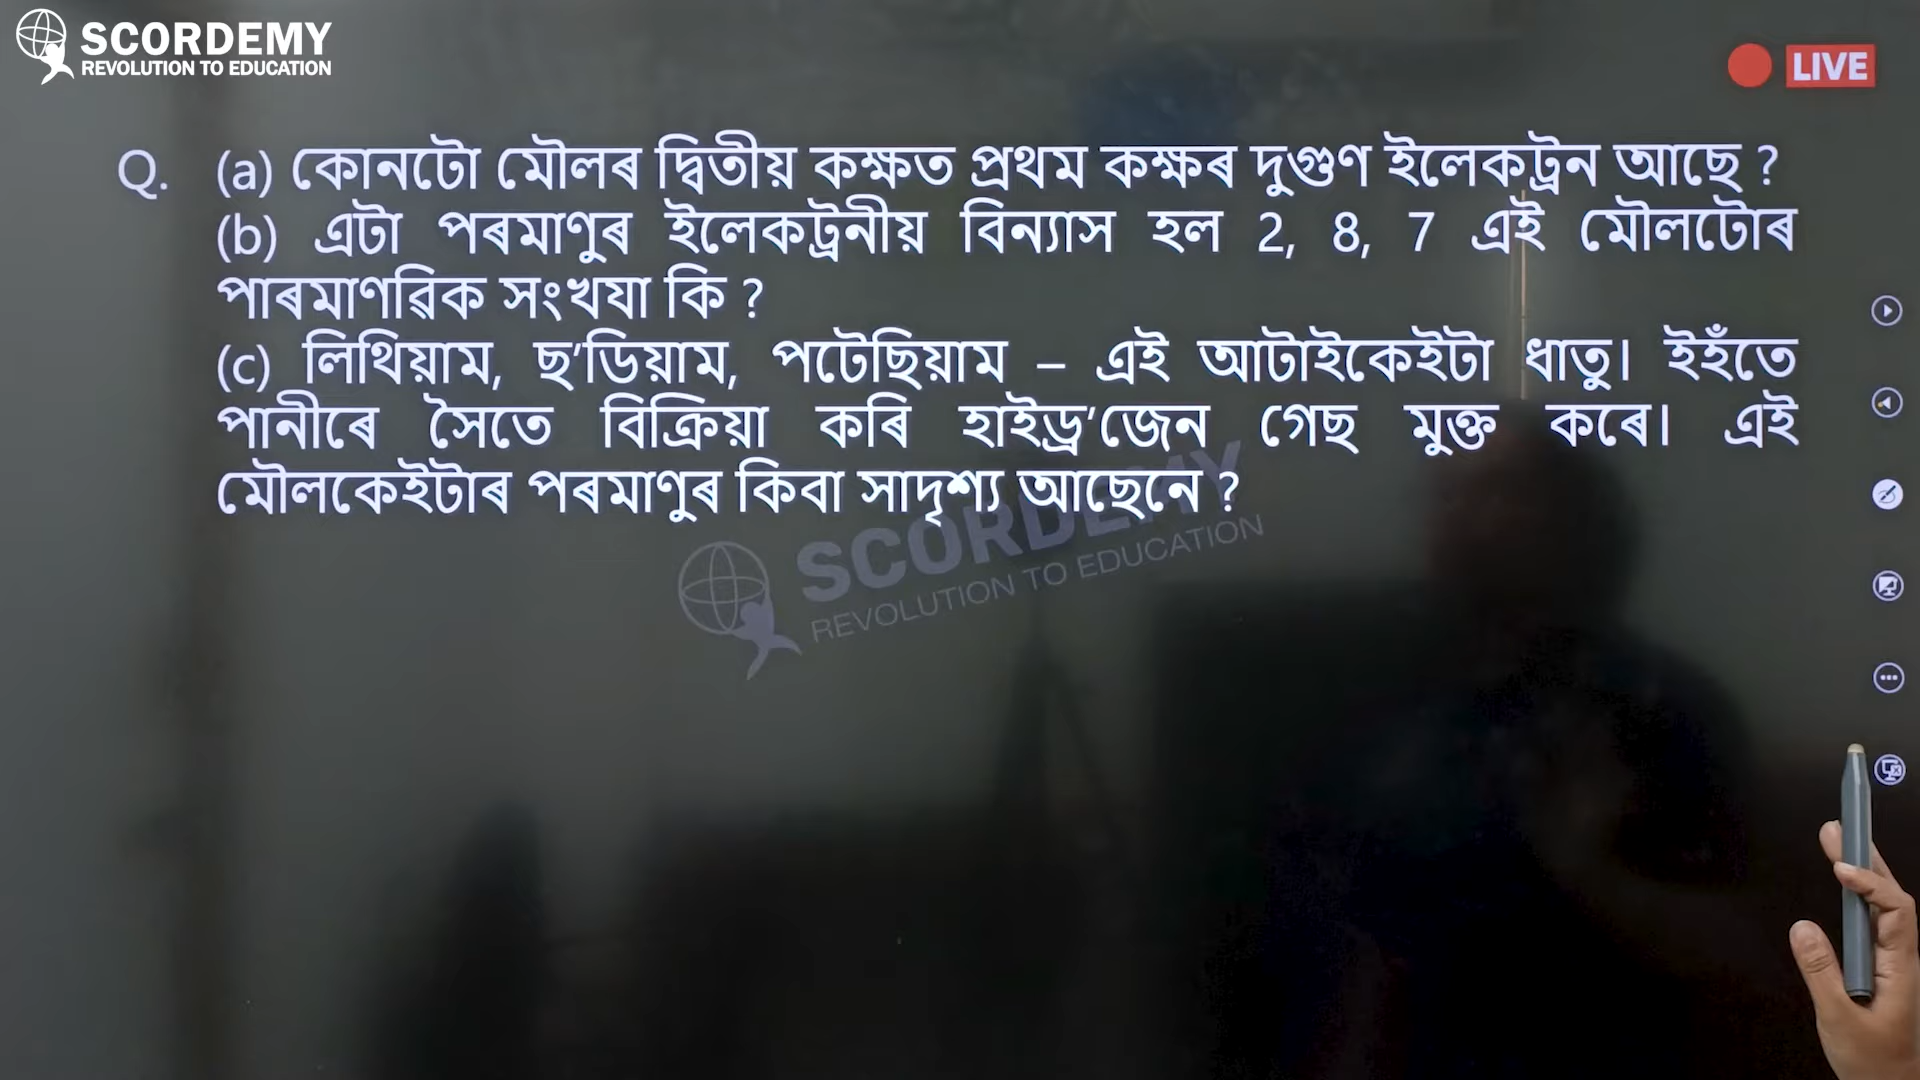 SCORDEMY
REVOLUTION TO EDUCATION
LIVE
Q. (a) কোনটো মৌলৰ দ্বিতীয় কক্ষত প্ৰথম কক্ষৰ দুগুণ ইলেকট্ৰন আছে ?
(b) এটা পৰমাণুৰ ইলেকট্ৰনীয় বিন্যাস হল 2, 8, 7 এই মৌলটোৰ
পাৰমাণৱিক সংখযা কি ?
(c) লিথিয়াম, ছ’ডিয়াম, পটেছিয়াম – এই আটাইকেইটা ধাতু। ইহঁতে
পানীৰে সৈতে বিক্ৰিয়া কৰি হাইড্ৰ’জেন গেছ মুক্ত কৰে। এই
মৌলকেইটাৰ পৰমাণুৰ কিবা সাদৃশ্য আছেনে ?
SCORDEMY
REVOLUTION TO EDUCATION